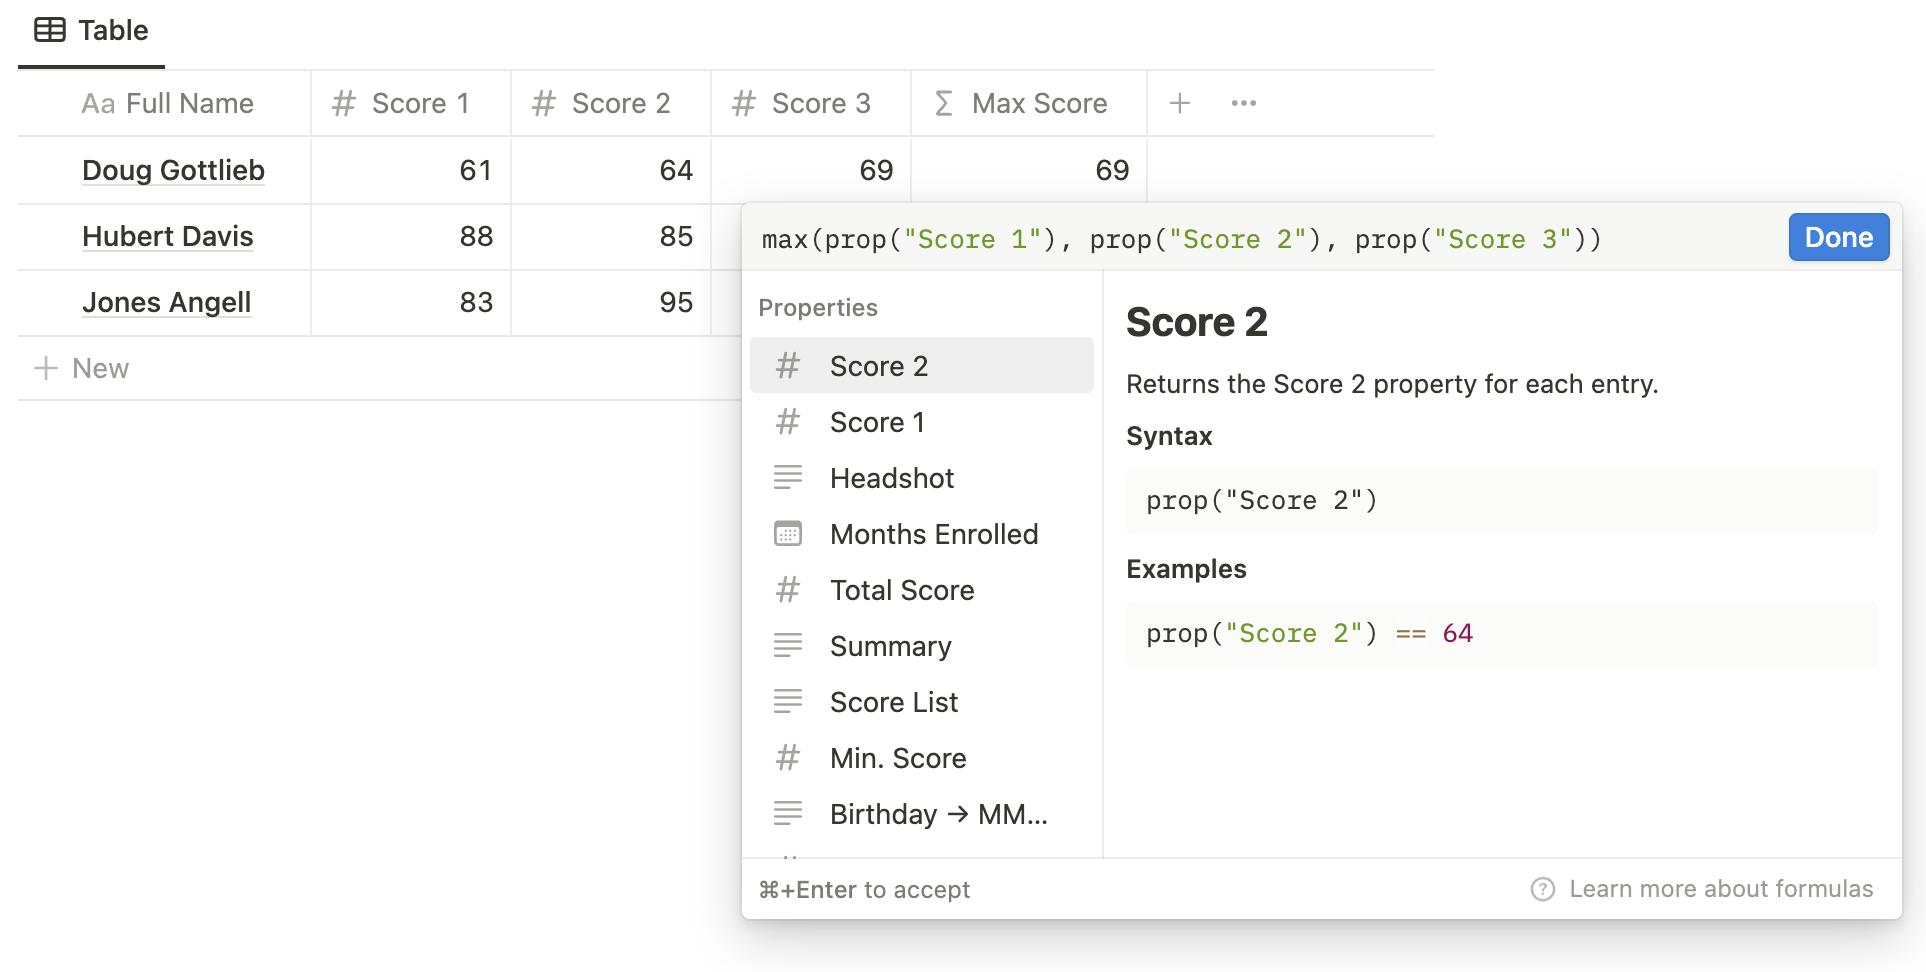 Table
Aa Full Name # Score 1 # Score 2 # Score 3 Σ Max Score + •••
Doug Gottlieb 61 64 69 69
Hubert Davis 88 85
Jones Angell 83 95
+ New
max(prop("Score 1"), prop("Score 2"), prop("Score 3"))
Done
Properties
# Score 2
# Score 1
Headshot
Months Enrolled
# Total Score
Summary
Score List
# Min. Score
Birthday → MM...
Score 2
Returns the Score 2 property for each entry.
Syntax
prop("Score 2")
Examples
prop("Score 2") == 64
⌘+Enter to accept
? Learn more about formulas